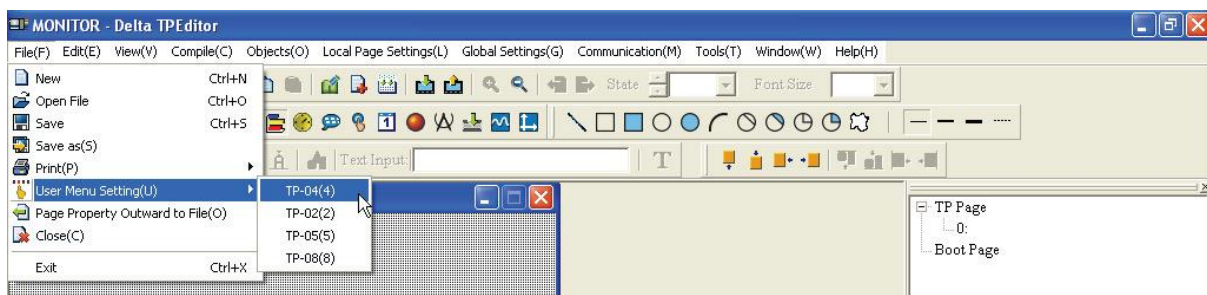 MONITOR - Delta TPEditor
File(F) Edit(E) View(V) Compile(C) Objects(O) Local Page Settings(L) Global Settings(G) Communication(M) Tools(T) Window(W) Help(H)
New Ctrl+N
State Font Size
Open File Ctrl+O
Save Ctrl+S
Save as(S)
Print(P)
Text Input: T
User Menu Setting(U)
TP-04(4)
Page Property Outward to File(O)
TP-02(2)
TP Page
0:
Close(C)
TP-05(5)
Boot Page
TP-08(8)
Exit Ctrl+X